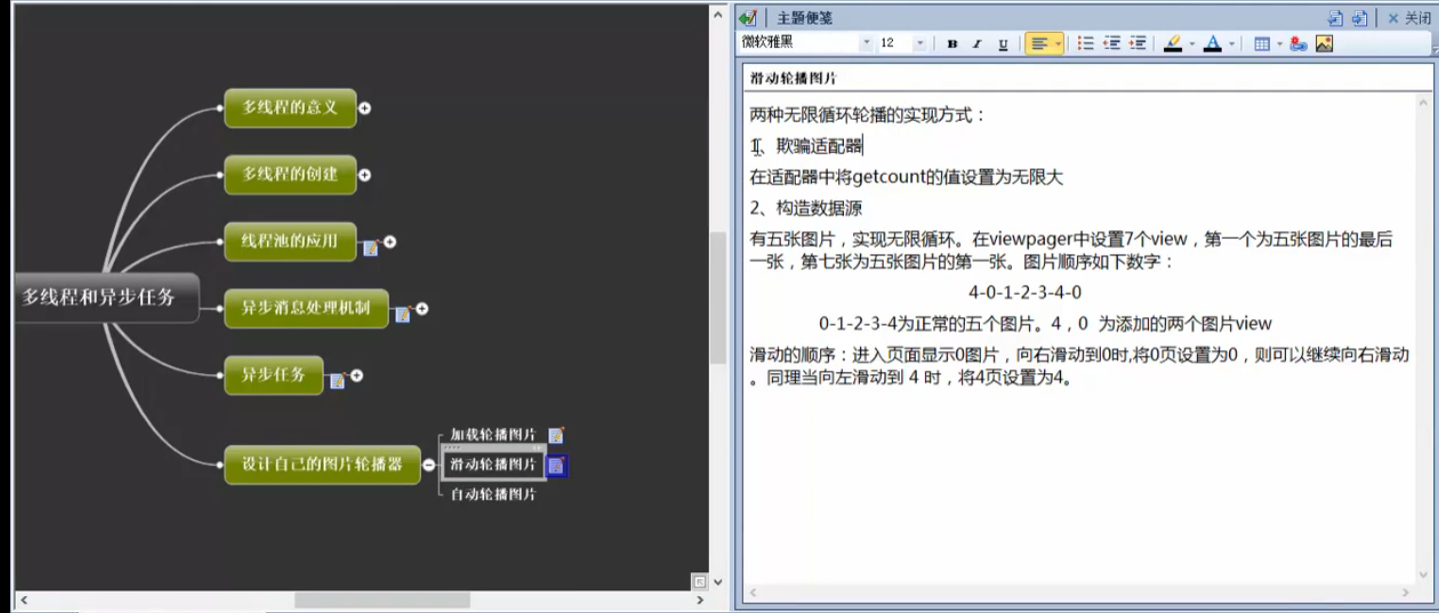 多线程和异步任务
多线程的意义
多线程的创建
线程池的应用
异步消息处理机制
异步任务
设计自己的图片轮播器
加载轮播图片
滑动轮播图片
自动轮播图片
主题便笺
关闭
微软雅黑
12
B I U
A
滑动轮播图片
两种无限循环轮播的实现方式：
1、欺骗适配器
在适配器中将getcount的值设置为无限大
2、构造数据源
有五张图片，实现无限循环。在viewpager中设置7个view，第一个为五张图片的最后
一张，第七张为五张图片的第一张。图片顺序如下数字：
4-0-1-2-3-4-0
0-1-2-3-4为正常的五个图片。4，0 为添加的两个图片view
滑动的顺序：进入页面显示0图片，向右滑动到0时,将0页设置为0，则可以继续向右滑动
。同理当向左滑动到 4 时，将4页设置为4。